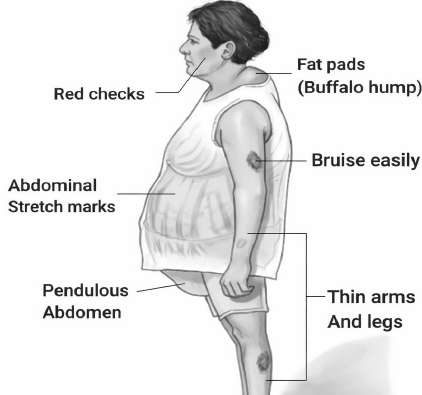 Fat pads
(Buffalo hump)
Red checks
Bruise easily
Abdominal
Stretch marks
Pendulous
Abdomen
Thin arms
And legs